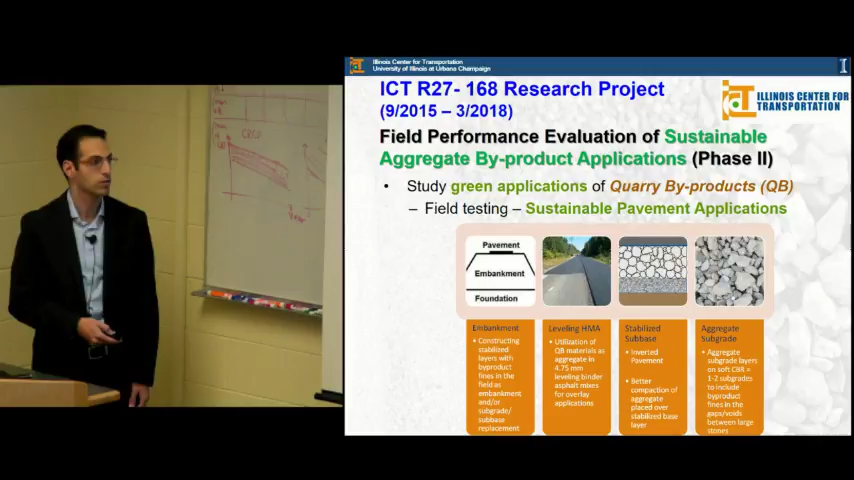 Illinois Center for Transportation
University of Illinois at Urbana Champaign
ICT R27- 168 Research Project
(9/2015 – 3/2018)
ILLINOIS CENTER FOR
TRANSPORTATION
Field Performance Evaluation of Sustainable
Aggregate By-product Applications (Phase II)
• Study green applications of Quarry By-products (QB)
– Field testing – Sustainable Pavement Applications
Pavement
Embankment
Foundation
Embankment
• Constructing
stabilized
layers with
byproduct
fines in the
field as
embankment
and/or
subgrade/
subbase
replacement
Leveling HMA
• Utilization of
QB materials as
aggregate in
4.75 mm
leveling binder
asphalt mixes
for overlay
applications
Stabilized
Subbase
• Inverted
Pavement
• Better
compaction of
aggregate
placed over
stabilized base
layer
Aggregate
Subgrade
• Aggregate
subgrade layers
on soft CBR =
1-2 subgrades
to include
byproduct
fines in the
gaps/voids
between large
stones